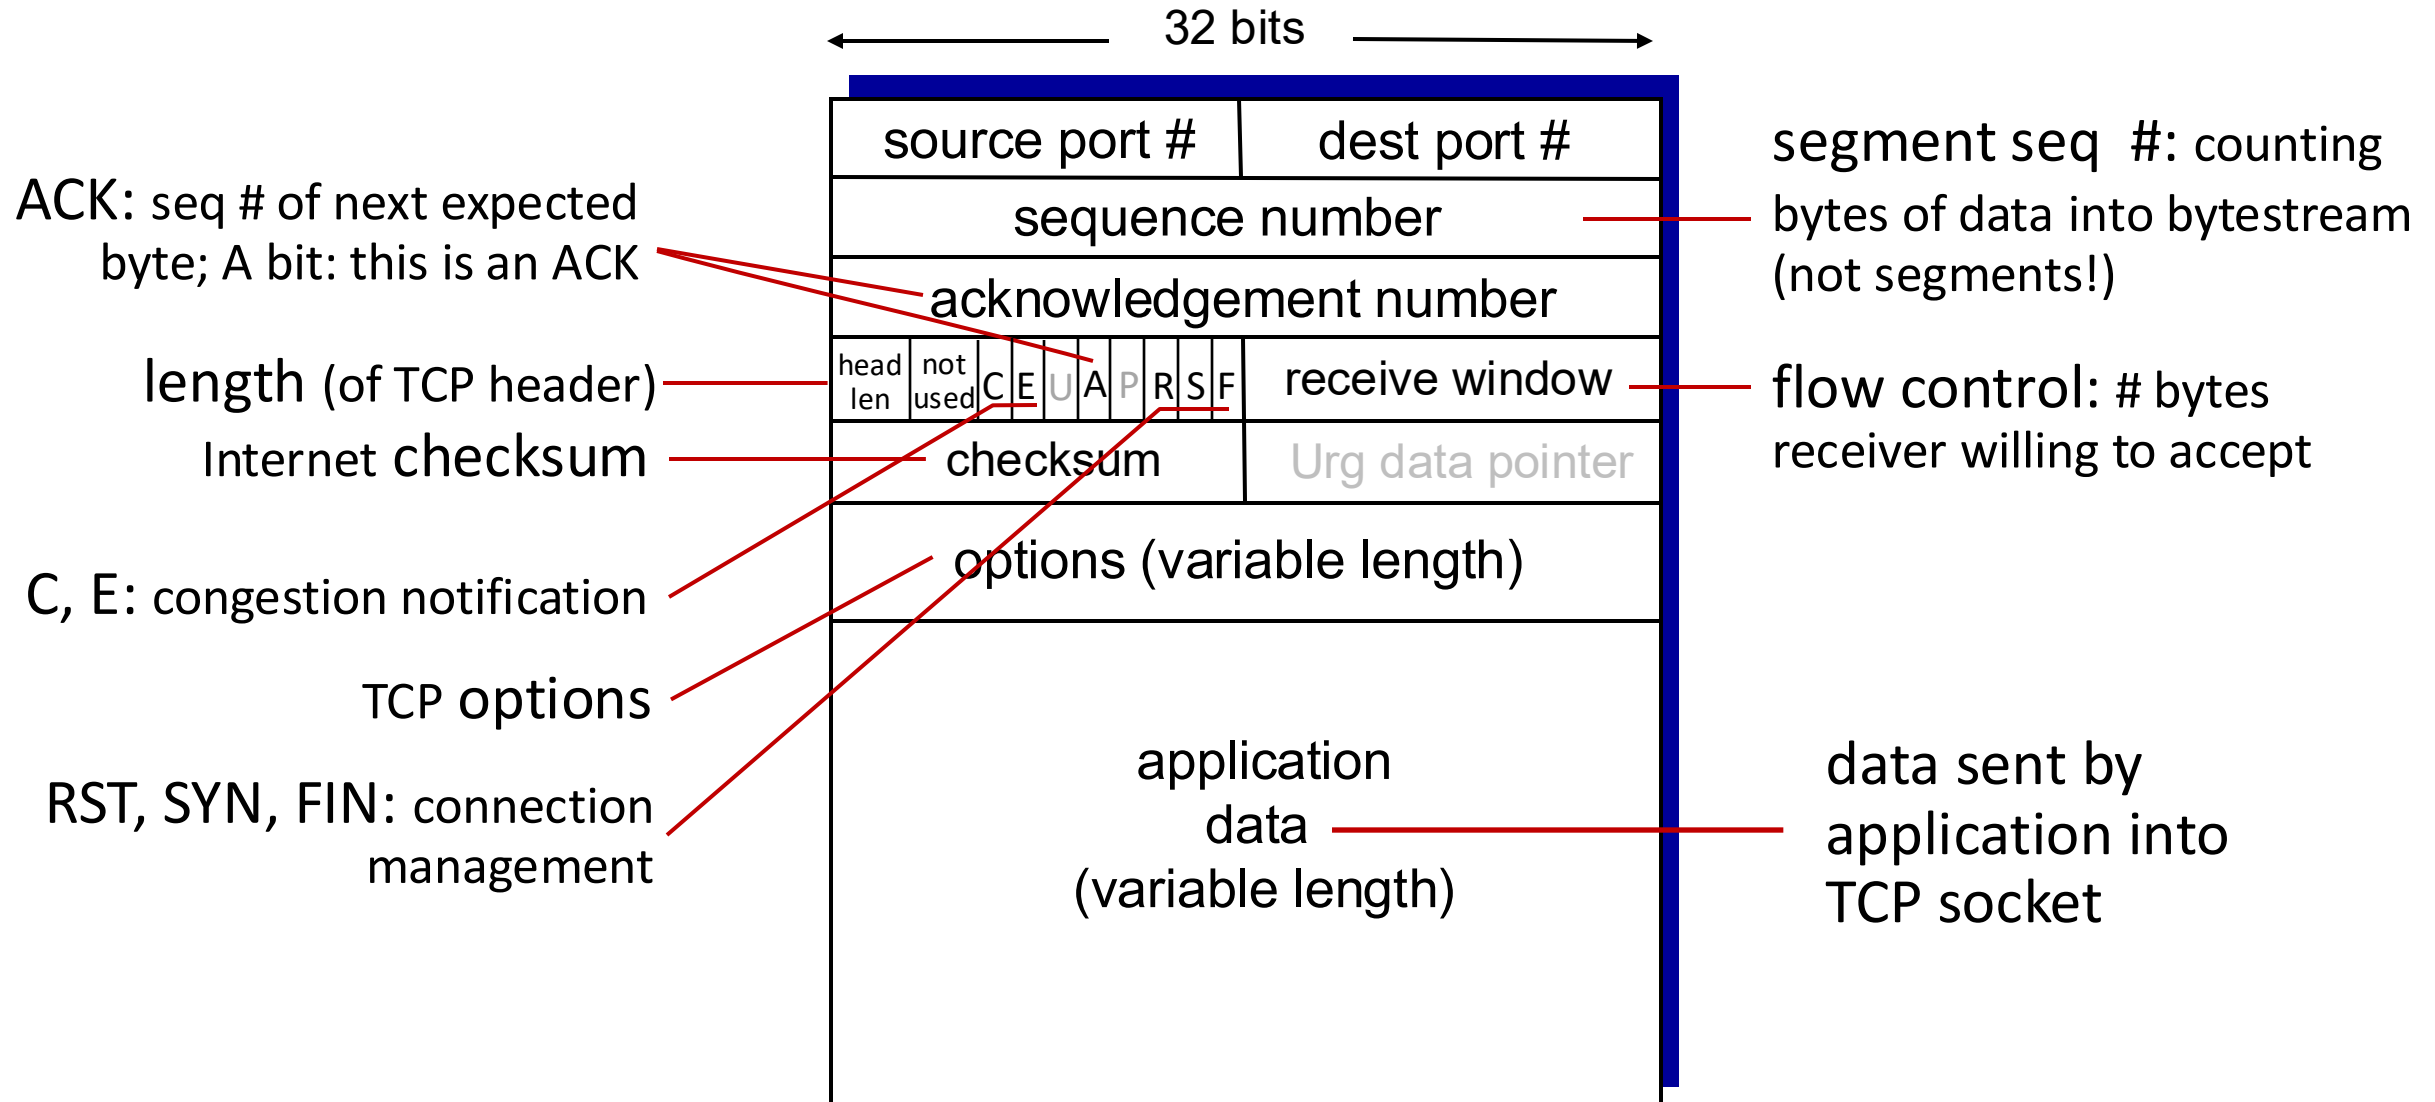 32 bits
source port #
dest port #
sequence number
acknowledgement number
head
len
not
used
C
E
U
A
P
R
S
F
receive window
checksum
Urg data pointer
options (variable length)
application
data
(variable length)
ACK: seq # of next expected
byte; A bit: this is an ACK
length (of TCP header)
Internet checksum
C, E: congestion notification
TCP options
RST, SYN, FIN: connection
management
segment seq #: counting
bytes of data into bytestream
(not segments!)
flow control: # bytes
receiver willing to accept
data sent by
application into
TCP socket